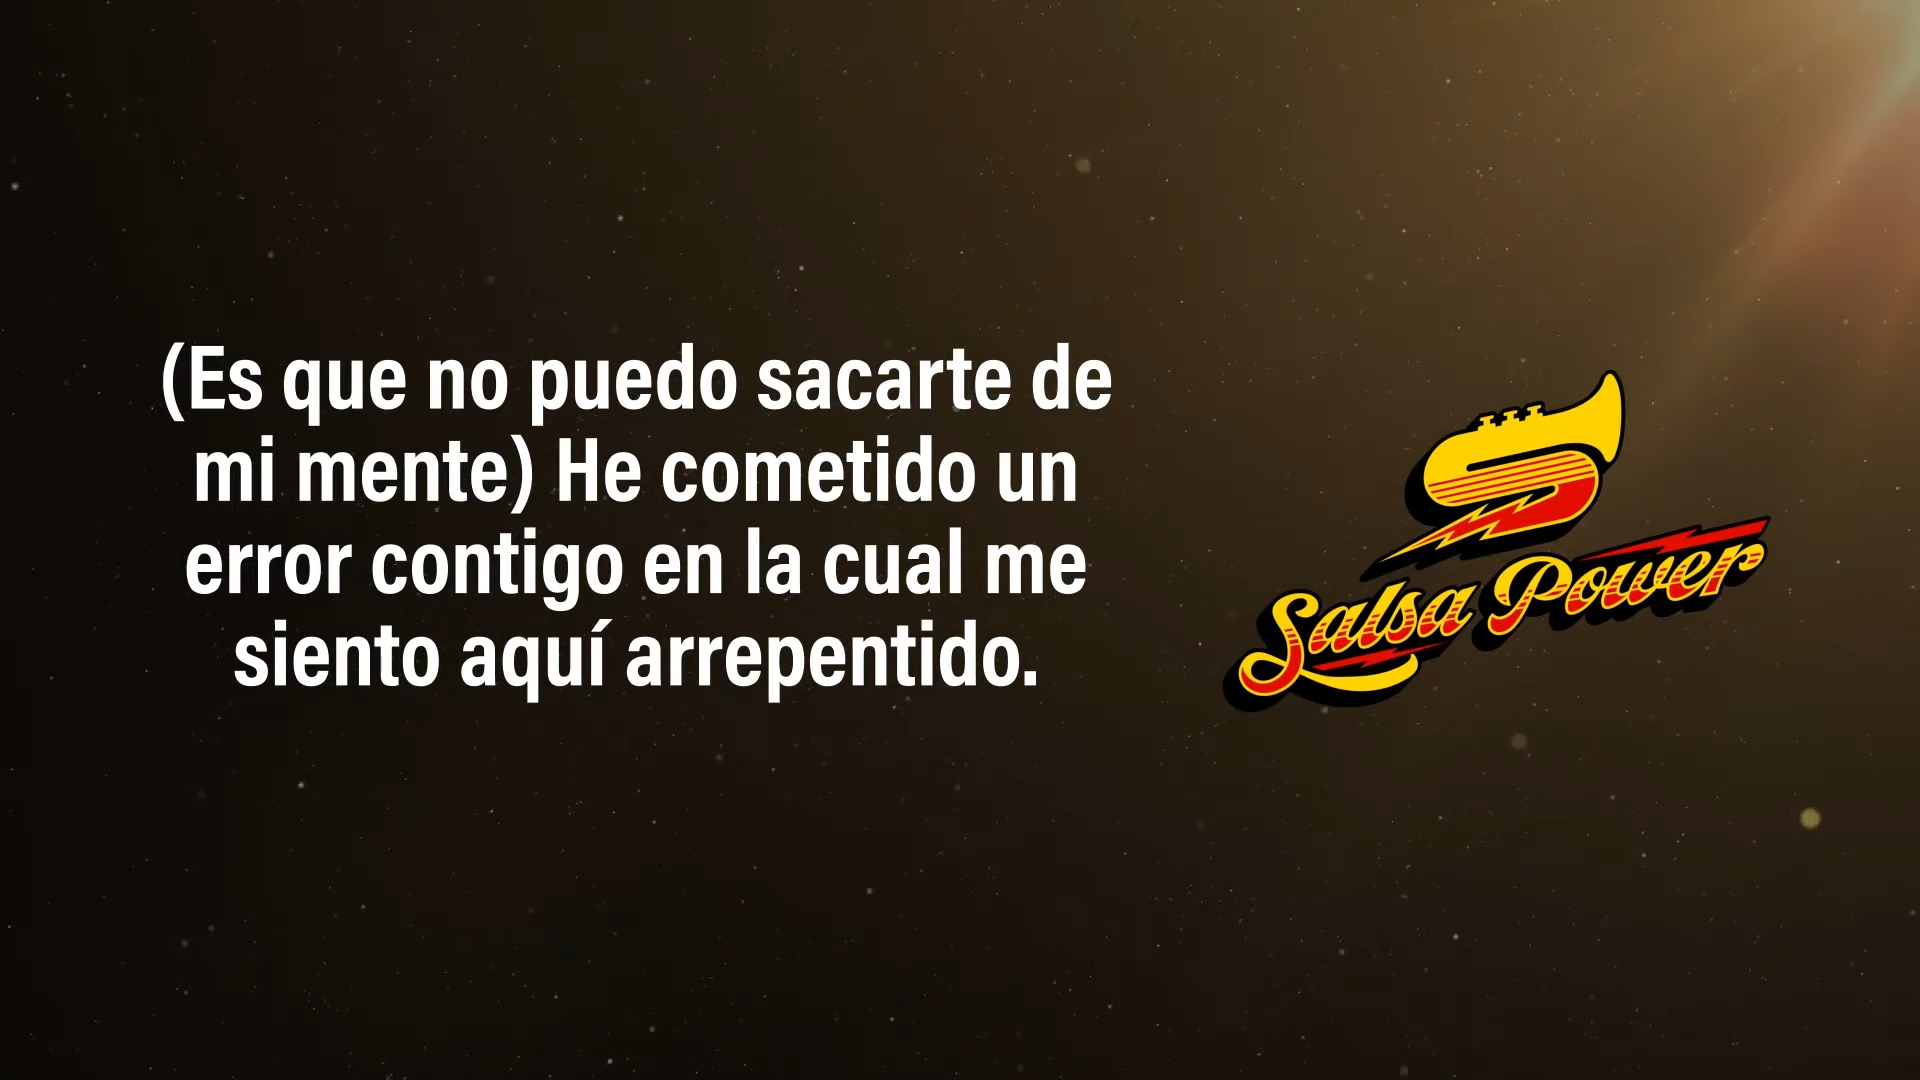 (Es que no puedo sacarte de
mi mente) He cometido un
error contigo en la cual me
siento aquí arrepentido.
Salsa Power